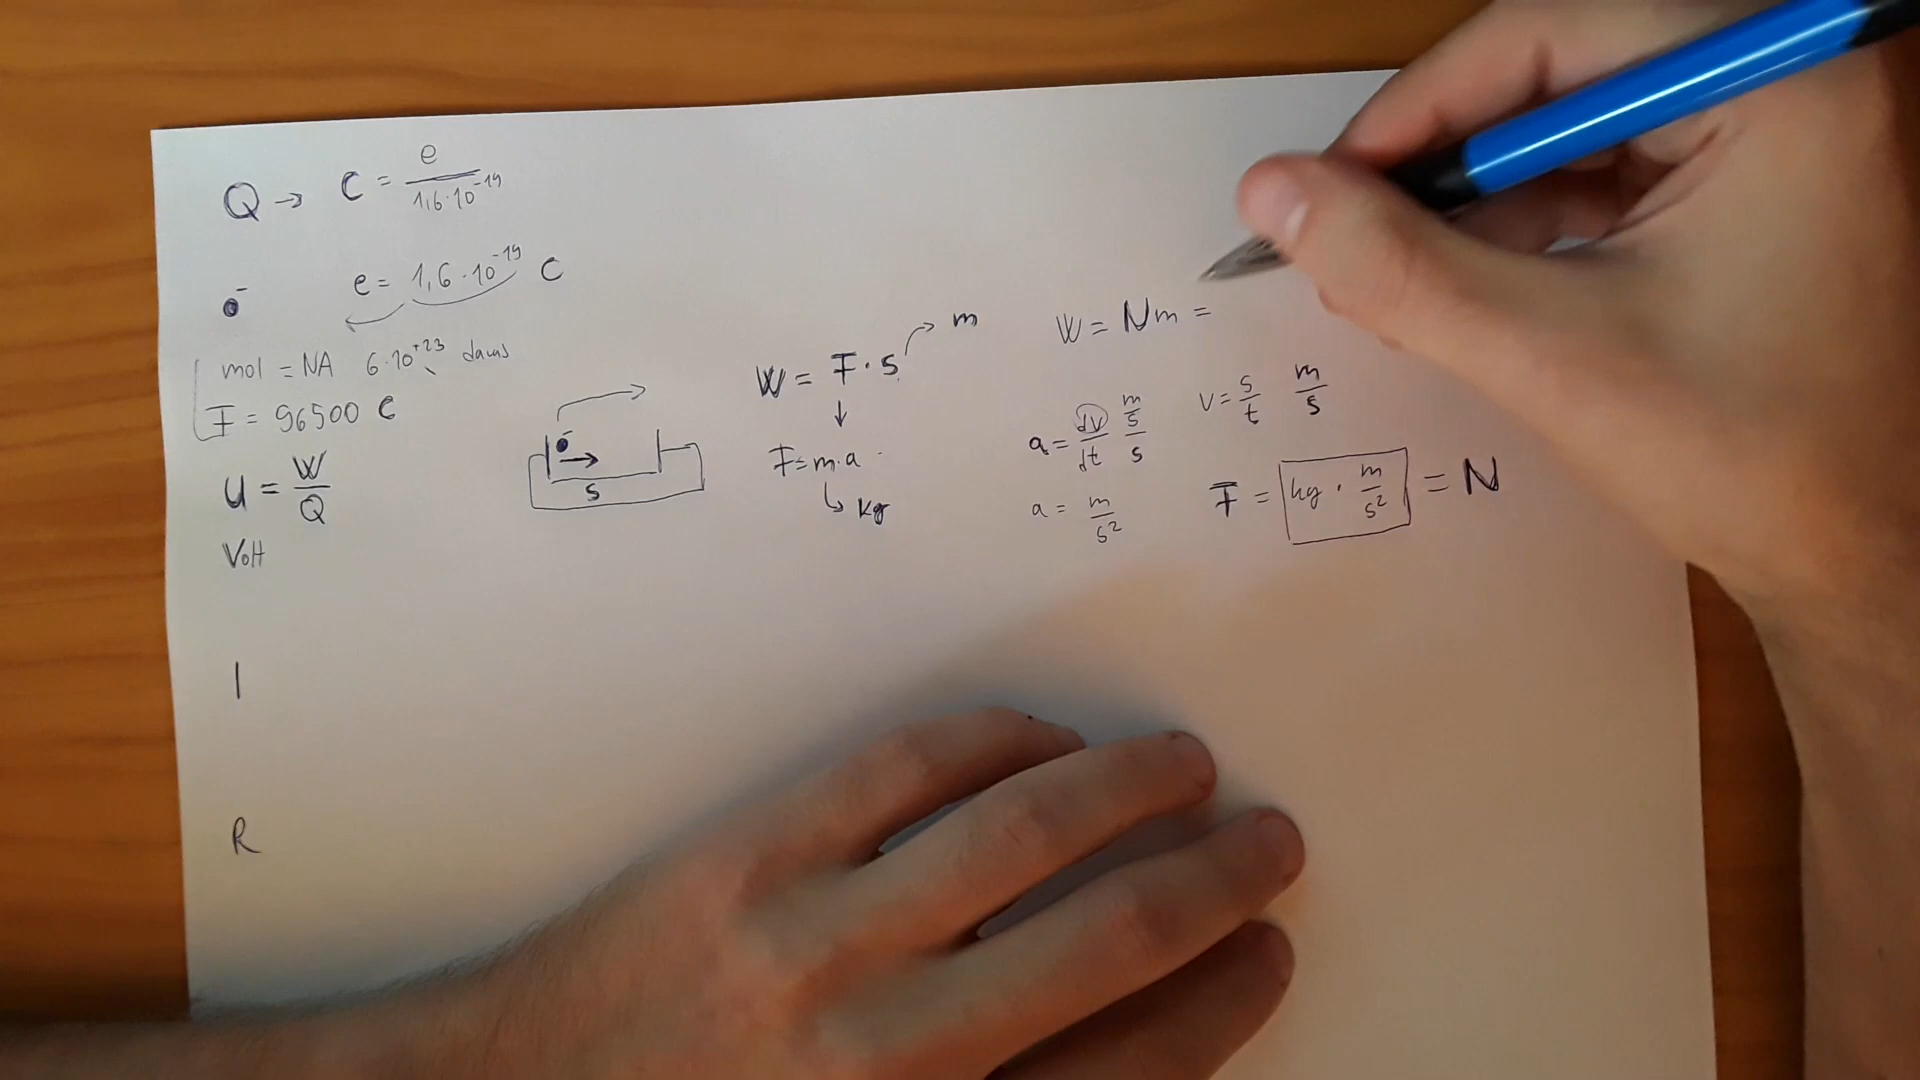 Q → C = e / 1,6·10⁻¹⁹
e = 1,6·10⁻¹⁹ C
mol = NA 6·10⁺²³
F = 96500 C
U = W / Q
Volt
I
R
s
W = F·s → m
F = m·a
↳ kg
W = Nm =
a = dv / dt m/s / s
v = s / t m / s
a = m / s²
F = kg · m / s² = N